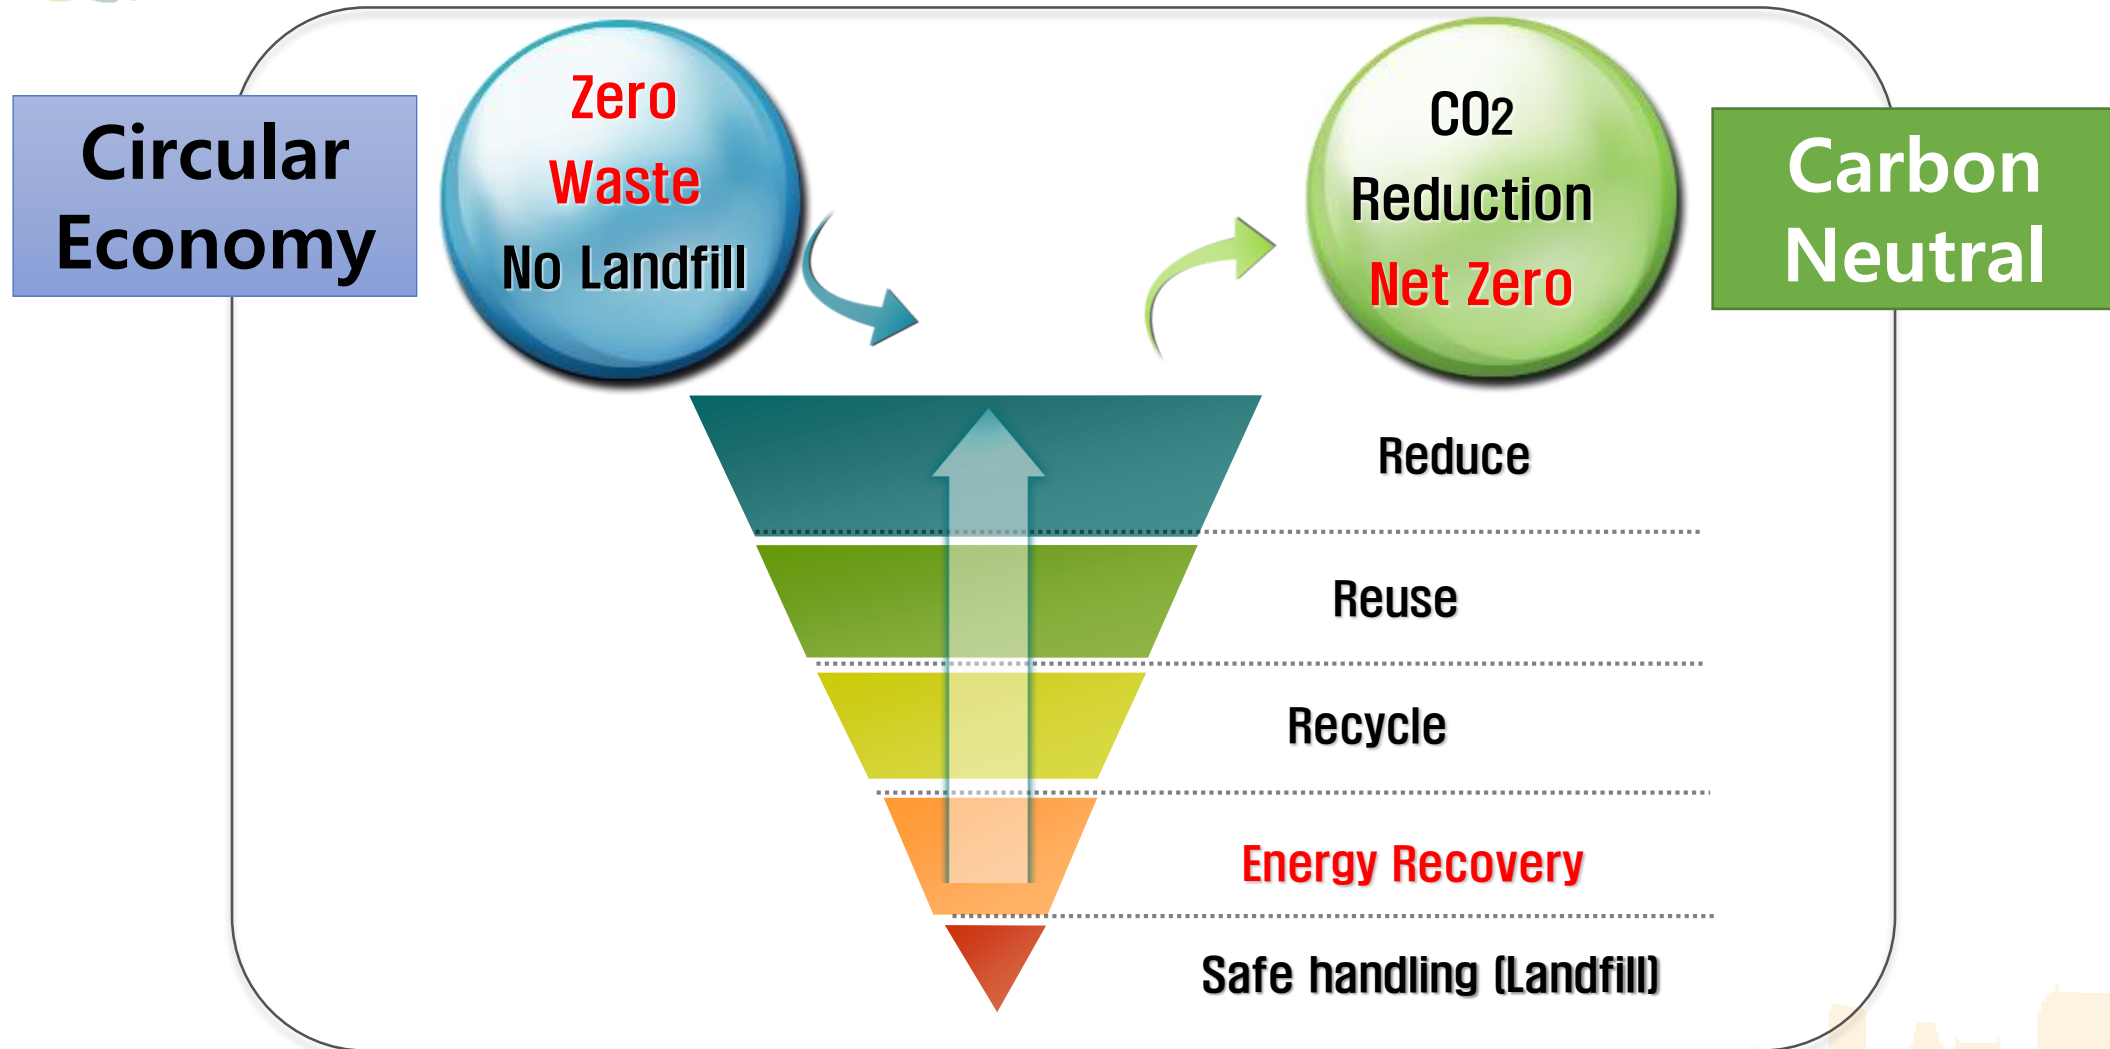 Circular
Economy
Zero
Waste
No Landfill
CO2
Reduction
Net Zero
Carbon
Neutral
Reduce
Reuse
Recycle
Energy Recovery
Safe handling (Landfill)